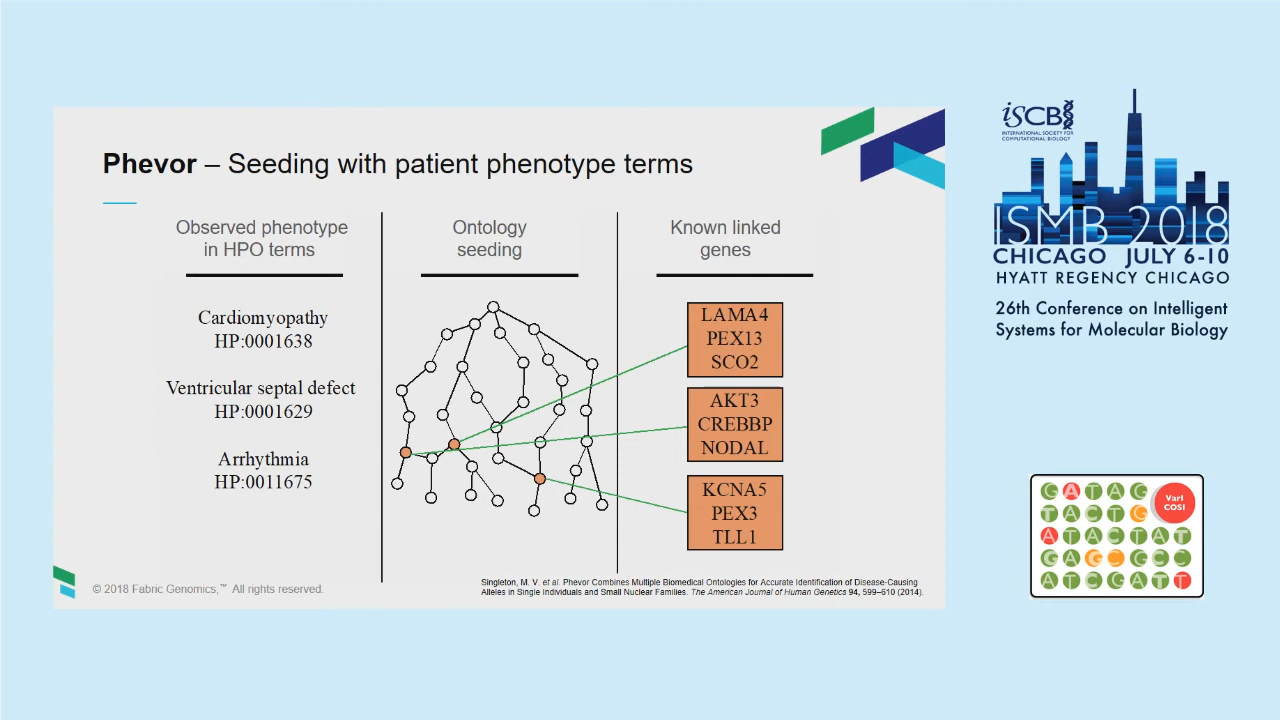 Phevor – Seeding with patient phenotype terms
Observed phenotype
in HPO terms
Ontology
seeding
Known linked
genes
Cardiomyopathy
HP:0001638
Ventricular septal defect
HP:0001629
Arrhythmia
HP:0011675
LAMA4
PEX13
SCO2
AKT3
CREBBP
NODAL
KCNA5
PEX3
TLL1
© 2018 Fabric Genomics,™ All rights reserved.
Singleton, M. V. et al. Phevor Combines Multiple Biomedical Ontologies for Accurate Identification of Disease-Causing
Alleles in Single Individuals and Small Nuclear Families. The American Journal of Human Genetics 94, 599–610 (2014).
iSCB
INTERNATIONAL SOCIETY FOR
COMPUTATIONAL BIOLOGY
ISMB 2018
CHICAGO JULY 6-10
HYATT REGENCY CHICAGO
26th Conference on Intelligent
Systems for Molecular Biology
GATAG
VarI
COSI
TACTG
ATACTAT
GAGCGCC
ATCGATT